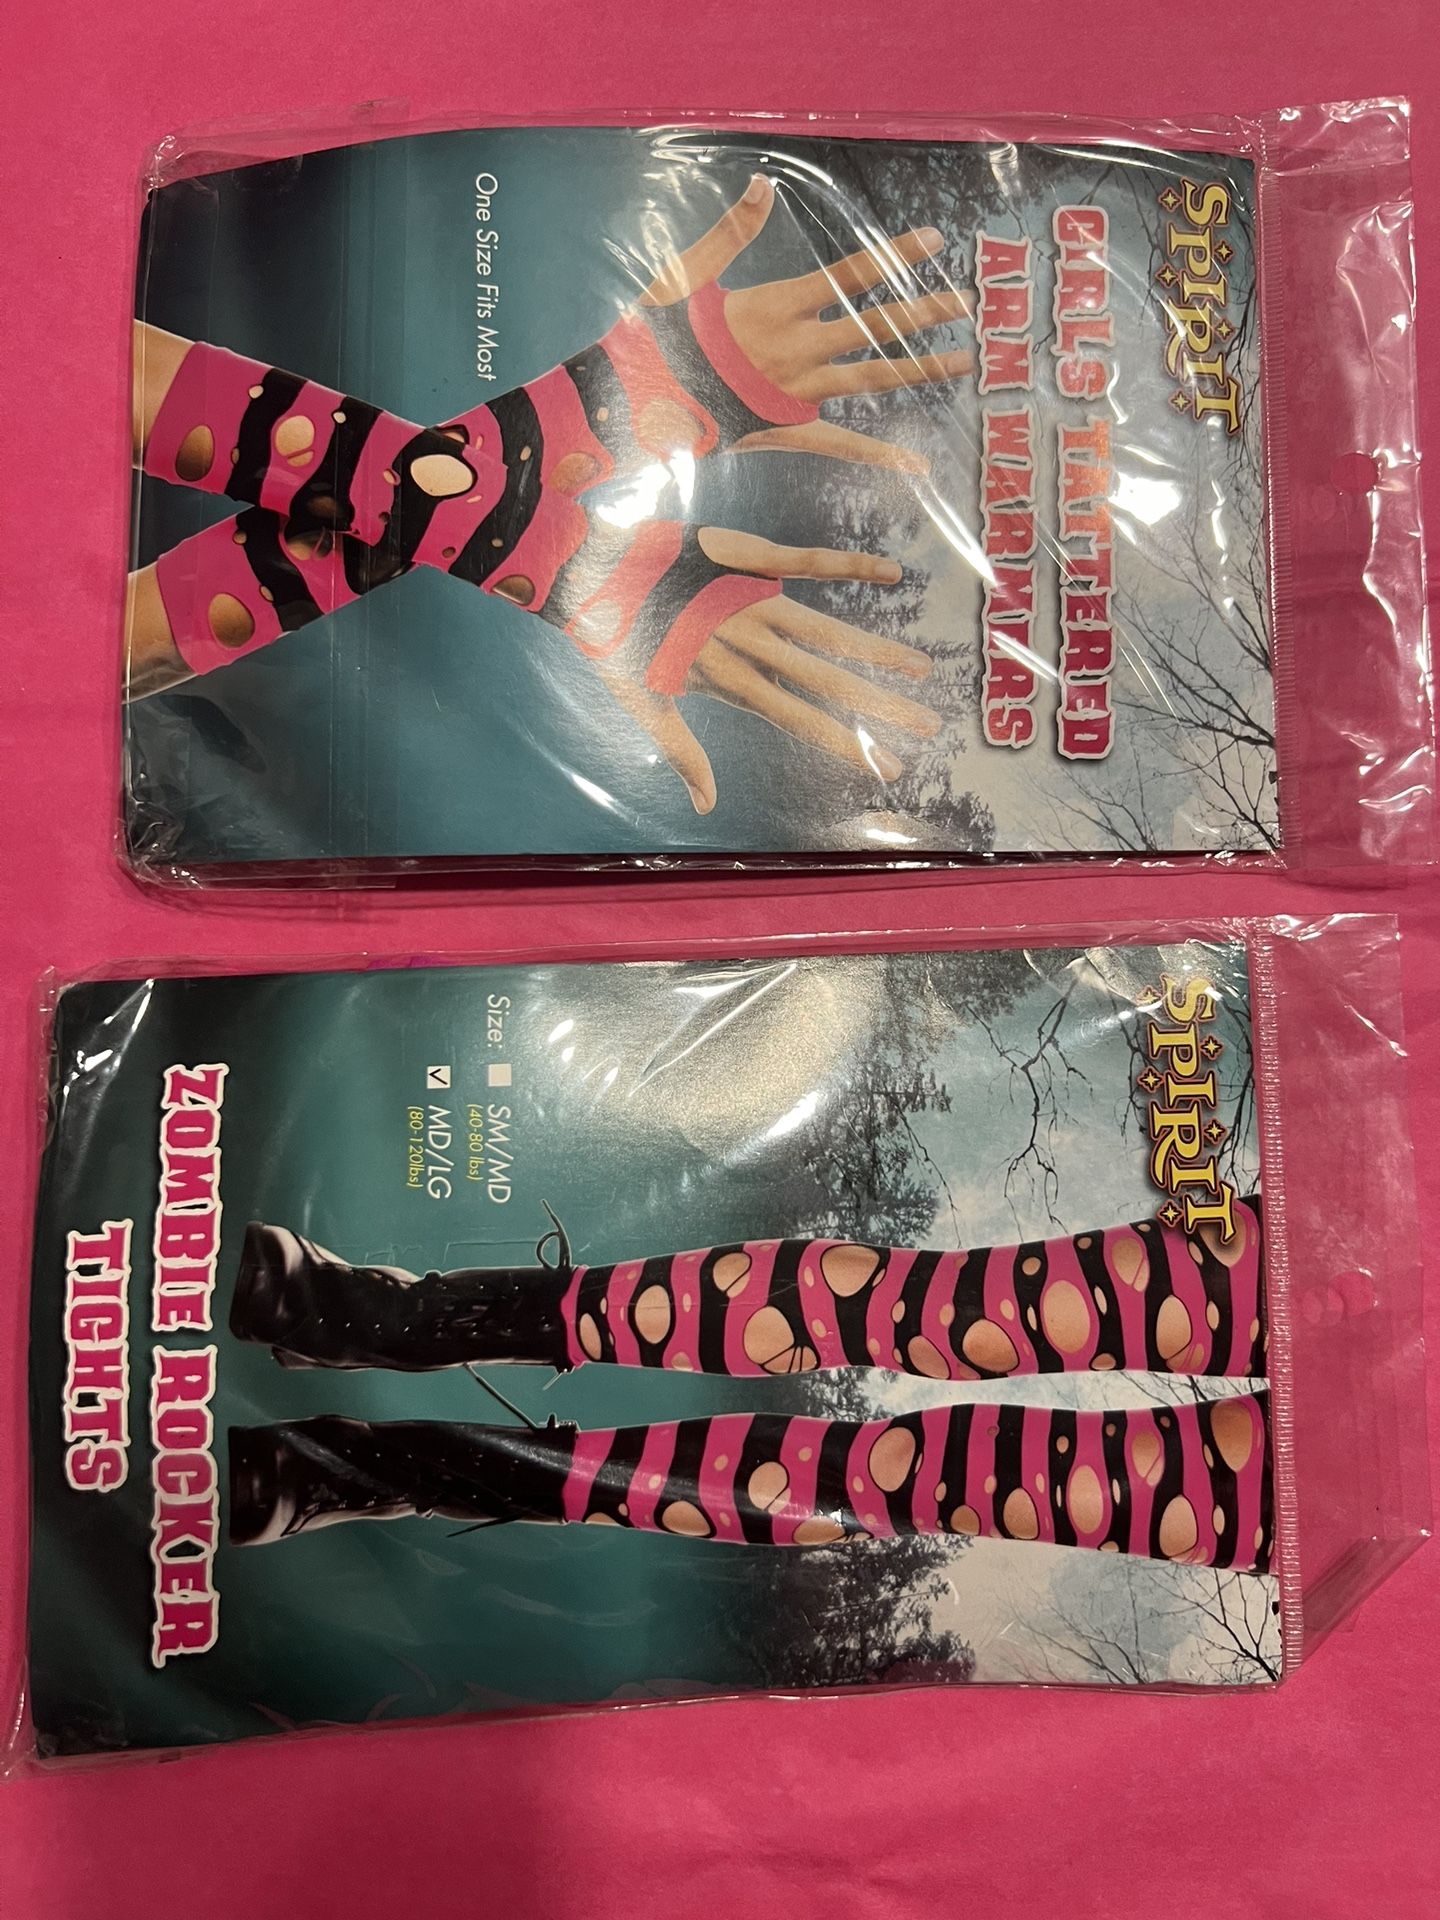 SPIRIT
GIRLS TATTERED
ARM WARMERS
One Size Fits Most
SPIRIT
Size: SM/MD
(40-80 lbs)
MD/LG
(80-120lbs)
ZOMBIE ROCKER
TIGHTS